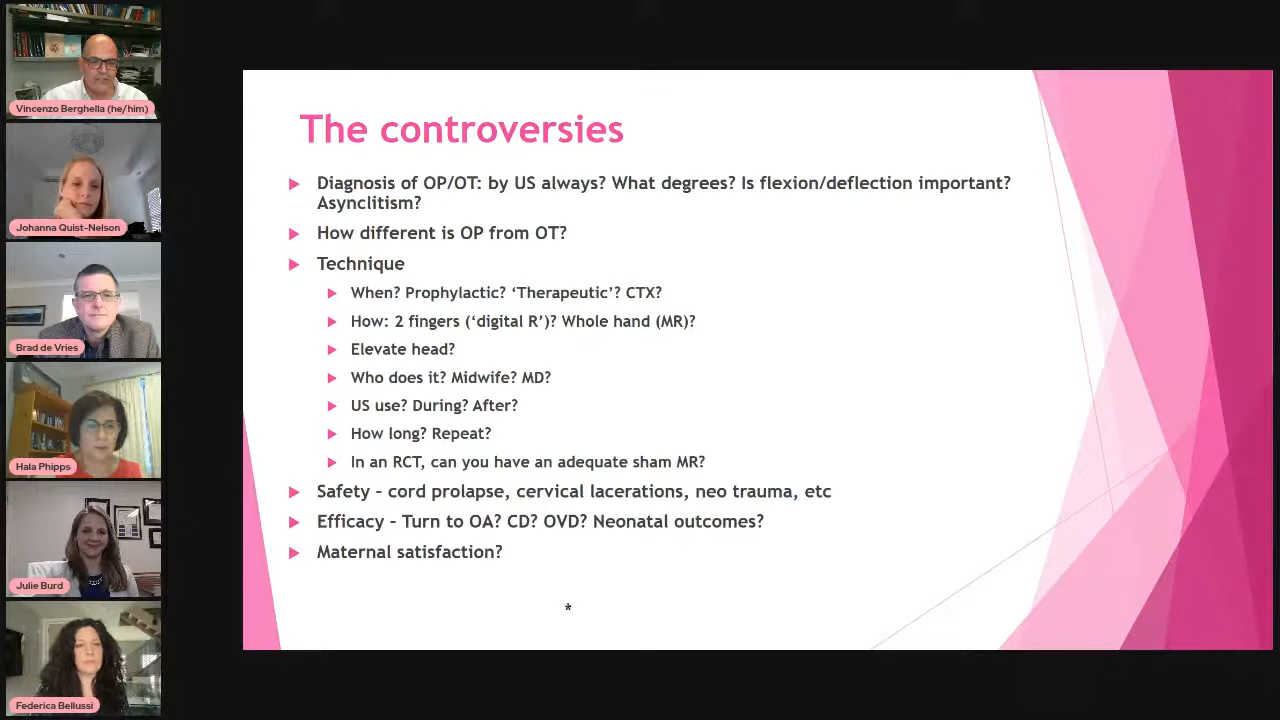 Vincenzo Berghella (he/him)
Johanna Quist-Nelson
Brad de Vries
Hala Phipps
Julie Burd
Federica Bellussi
The controversies
Diagnosis of OP/OT: by US always? What degrees? Is flexion/deflection important?
Asynclitism?
How different is OP from OT?
Technique
When? Prophylactic? ‘Therapeutic’? CTX?
How: 2 fingers (‘digital R’)? Whole hand (MR)?
Elevate head?
Who does it? Midwife? MD?
US use? During? After?
How long? Repeat?
In an RCT, can you have an adequate sham MR?
Safety – cord prolapse, cervical lacerations, neo trauma, etc
Efficacy – Turn to OA? CD? OVD? Neonatal outcomes?
Maternal satisfaction?
*